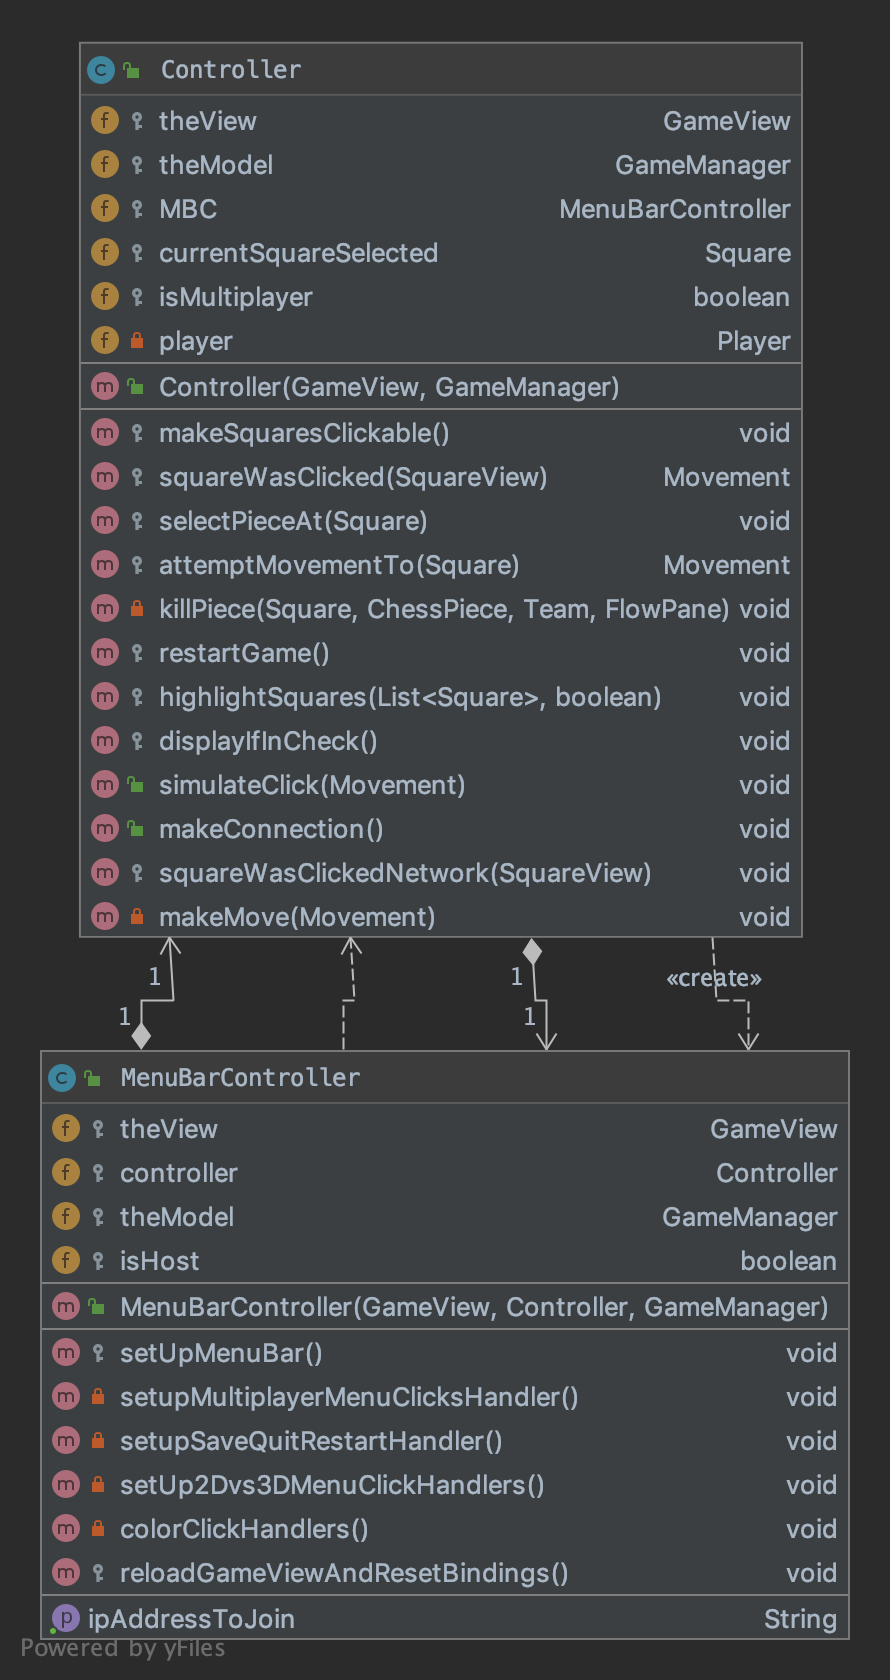 Controller
theView GameView
theModel GameManager
MBC MenuBarController
currentSquareSelected Square
isMultiplayer boolean
player Player
Controller(GameView, GameManager)
makeSquaresClickable() void
squareWasClicked(SquareView) Movement
selectPieceAt(Square) void
attemptMovementTo(Square) Movement
killPiece(Square, ChessPiece, Team, FlowPane) void
restartGame() void
highlightSquares(List<Square>, boolean) void
displayIfInCheck() void
simulateClick(Movement) void
makeConnection() void
squareWasClickedNetwork(SquareView) void
makeMove(Movement) void
1 1 «create»
1 1
MenuBarController
theView GameView
controller Controller
theModel GameManager
isHost boolean
MenuBarController(GameView, Controller, GameManager)
setUpMenuBar() void
setupMultiplayerMenuClicksHandler() void
setupSaveQuitRestartHandler() void
setUp2Dvs3DMenuClickHandlers() void
colorClickHandlers() void
reloadGameViewAndResetBindings() void
ipAddressToJoin String
Powered by yFiles